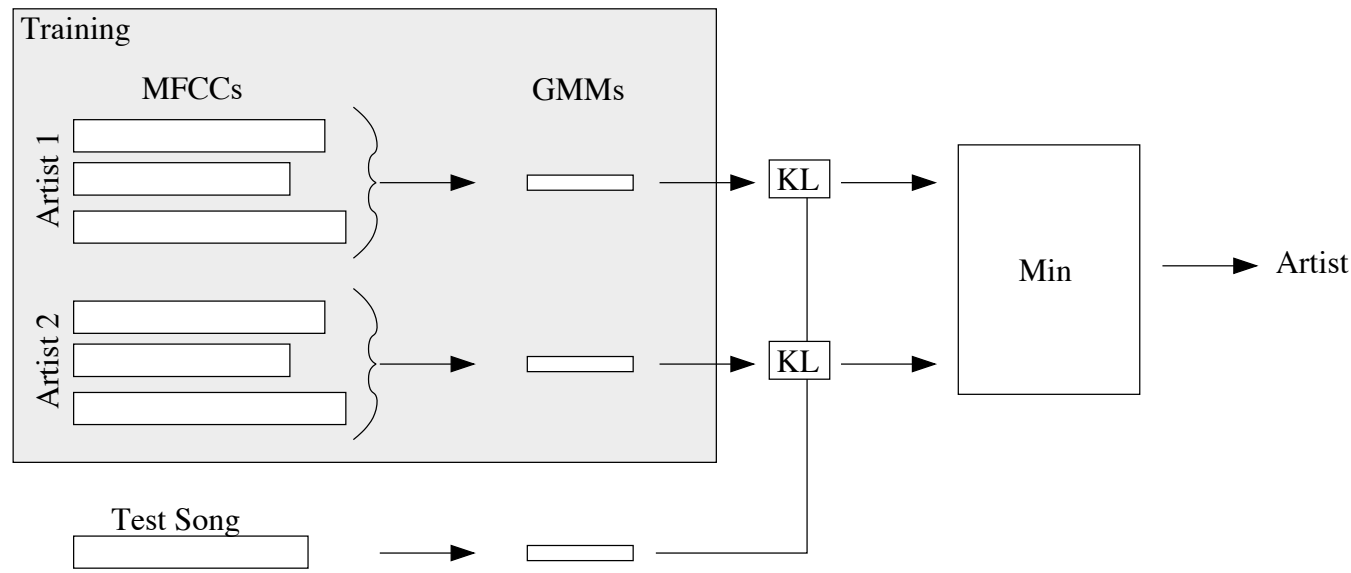 Training
MFCCs
GMMs
Artist 1
KL
Min
Artist
Artist 2
KL
Test Song